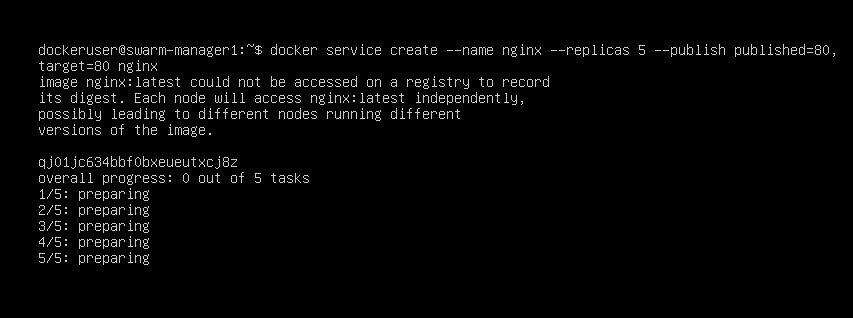 dockeruser@swarm-manager1:~$ docker service create --name nginx --replicas 5 --publish published=80,
target=80 nginx
image nginx:latest could not be accessed on a registry to record
its digest. Each node will access nginx:latest independently,
possibly leading to different nodes running different
versions of the image.
qj01jc634bbf0bxeueutxcj8z
overall progress: 0 out of 5 tasks
1/5: preparing
2/5: preparing
3/5: preparing
4/5: preparing
5/5: preparing